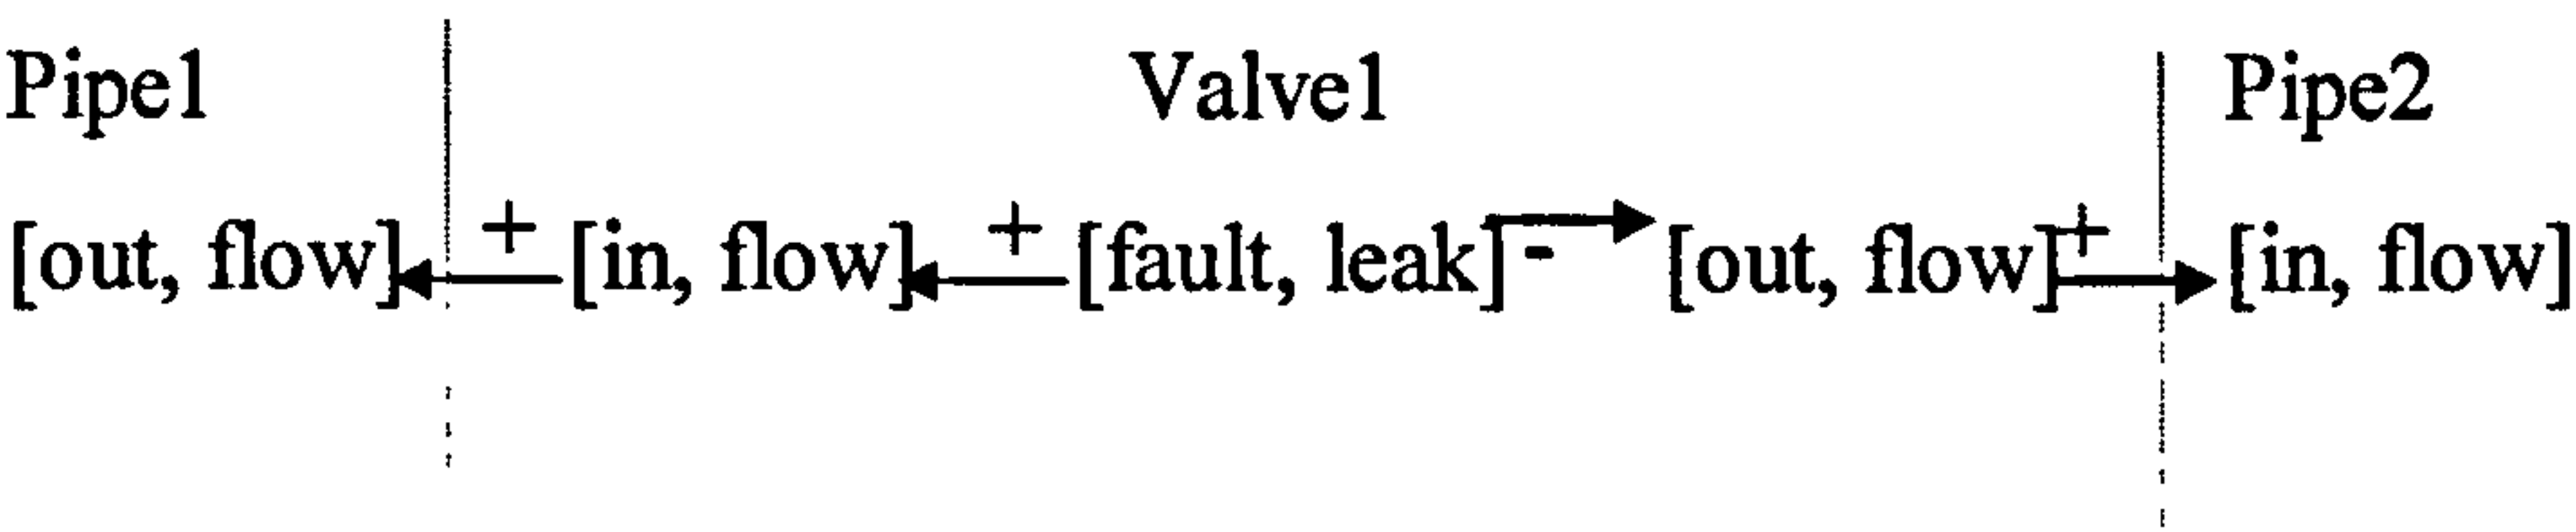 Pipe1 Valve1 Pipe2
[out, flow] + [in, flow] + [fault, leak] - [out, flow] + [in, flow]